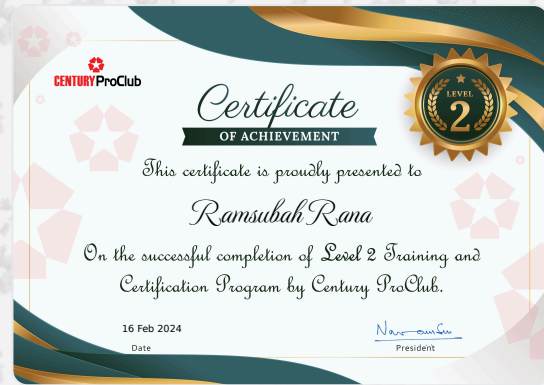 CENTURY ProClub
LEVEL
2
Certificate
OF ACHIEVEMENT
This certificate is proudly presented to
Ramsubah Rana
On the successful completion of Level 2 Training and
Certification Program by Century ProClub.
16 Feb 2024
Date
President